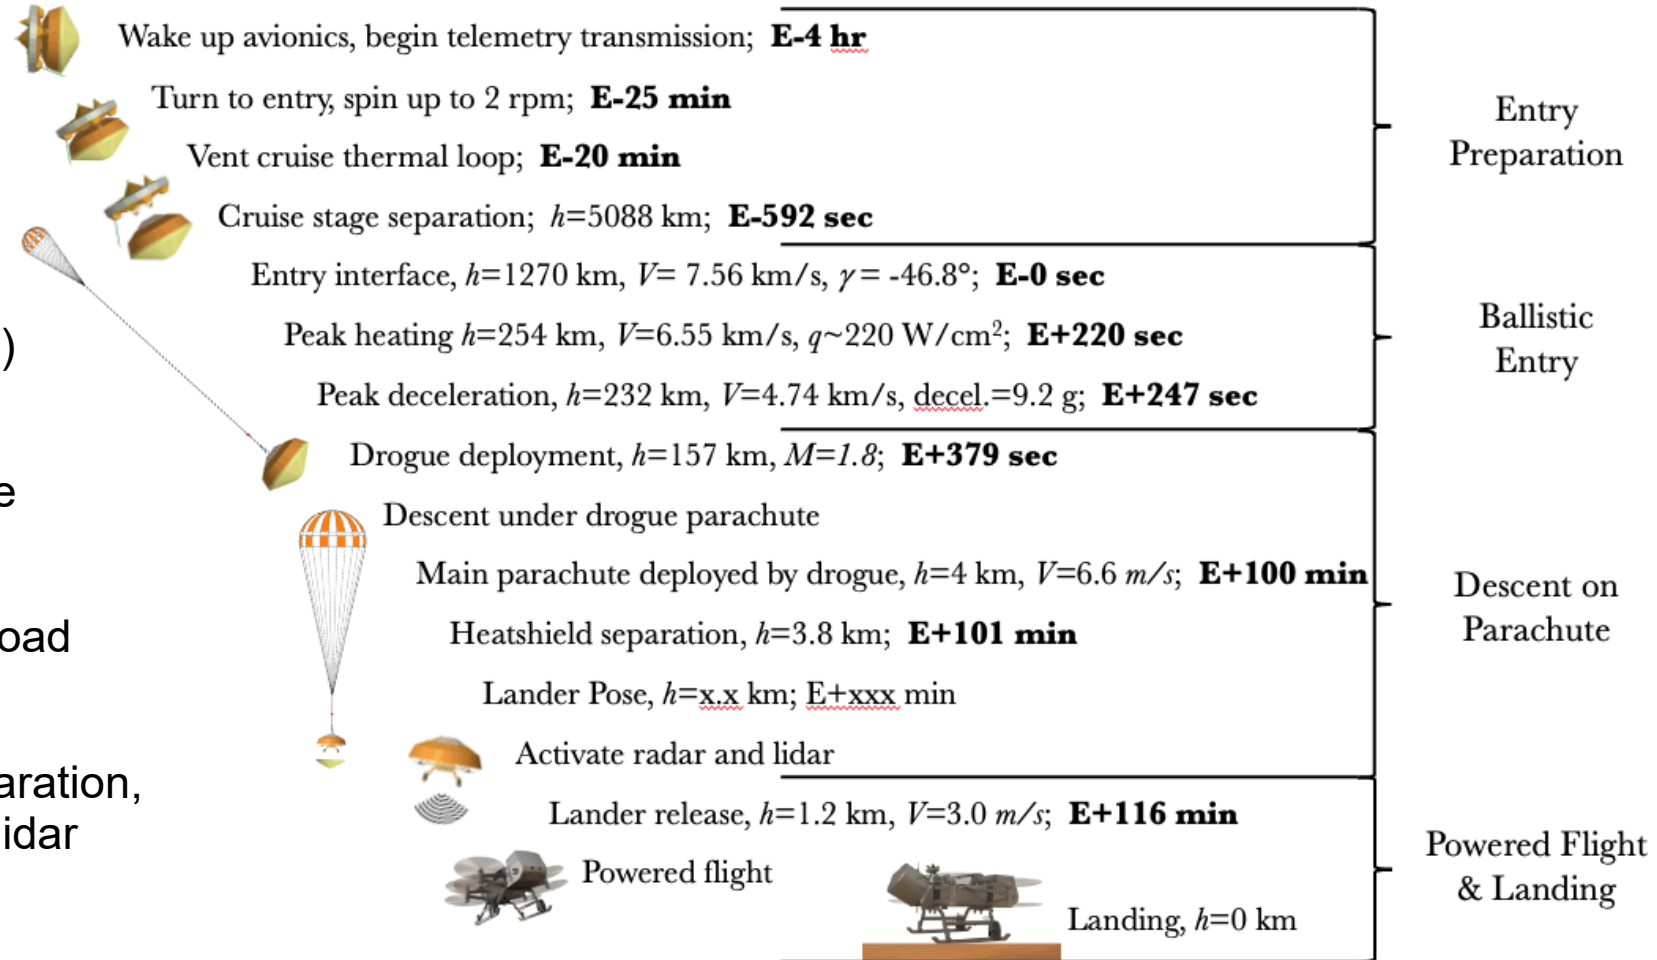 Wake up avionics, begin telemetry transmission; E-4 hr
Turn to entry, spin up to 2 rpm; E-25 min
Vent cruise thermal loop; E-20 min
Cruise stage separation; h=5088 km; E-592 sec
Entry
Preparation
Entry interface, h=1270 km, V= 7.56 km/s, γ = -46.8°; E-0 sec
Peak heating h=254 km, V=6.55 km/s, q~220 W/cm²; E+220 sec
Peak deceleration, h=232 km, V=4.74 km/s, decel.=9.2 g; E+247 sec
Ballistic
Entry
Drogue deployment, h=157 km, M=1.8; E+379 sec
Descent under drogue parachute
Main parachute deployed by drogue, h=4 km, V=6.6 m/s; E+100 min
Heatshield separation, h=3.8 km; E+101 min
Lander Pose, h=x.x km; E+xxx min
Activate radar and lidar
Descent on
Parachute
Lander release, h=1.2 km, V=3.0 m/s; E+116 min
Powered flight
Landing, h=0 km
Powered Flight
& Landing
)
e
oad
aration,
idar